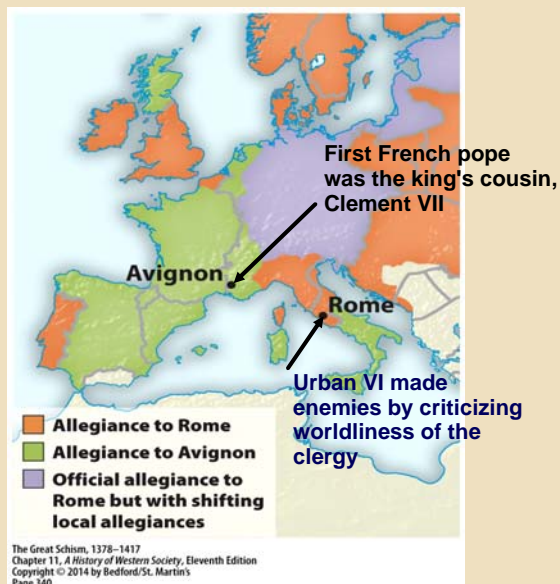 First French pope
was the king's cousin,
Clement VII
Avignon
Rome
Urban VI made
enemies by criticizing
worldliness of the
clergy
Allegiance to Rome
Allegiance to Avignon
Official allegiance to
Rome but with shifting
local allegiances
The Great Schism, 1378–1417
Chapter 11, A History of Western Society, Eleventh Edition
Copyright © 2014 by Bedford/St. Martin's
Page 340